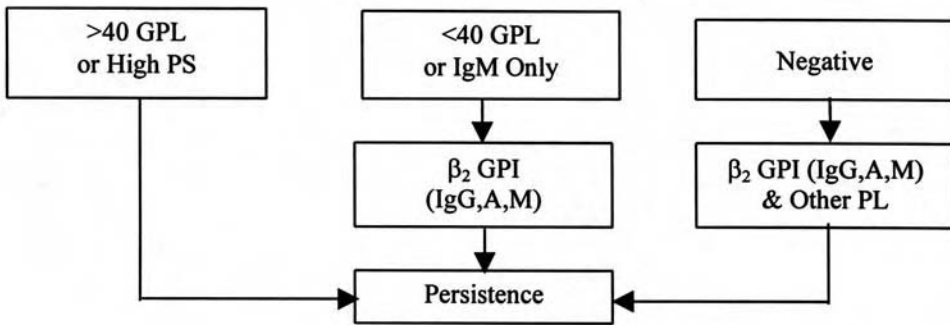 >40 GPL
or High PS
<40 GPL
or IgM Only
Negative
β₂ GPI
(IgG,A,M)
β₂ GPI (IgG,A,M)
& Other PL
Persistence